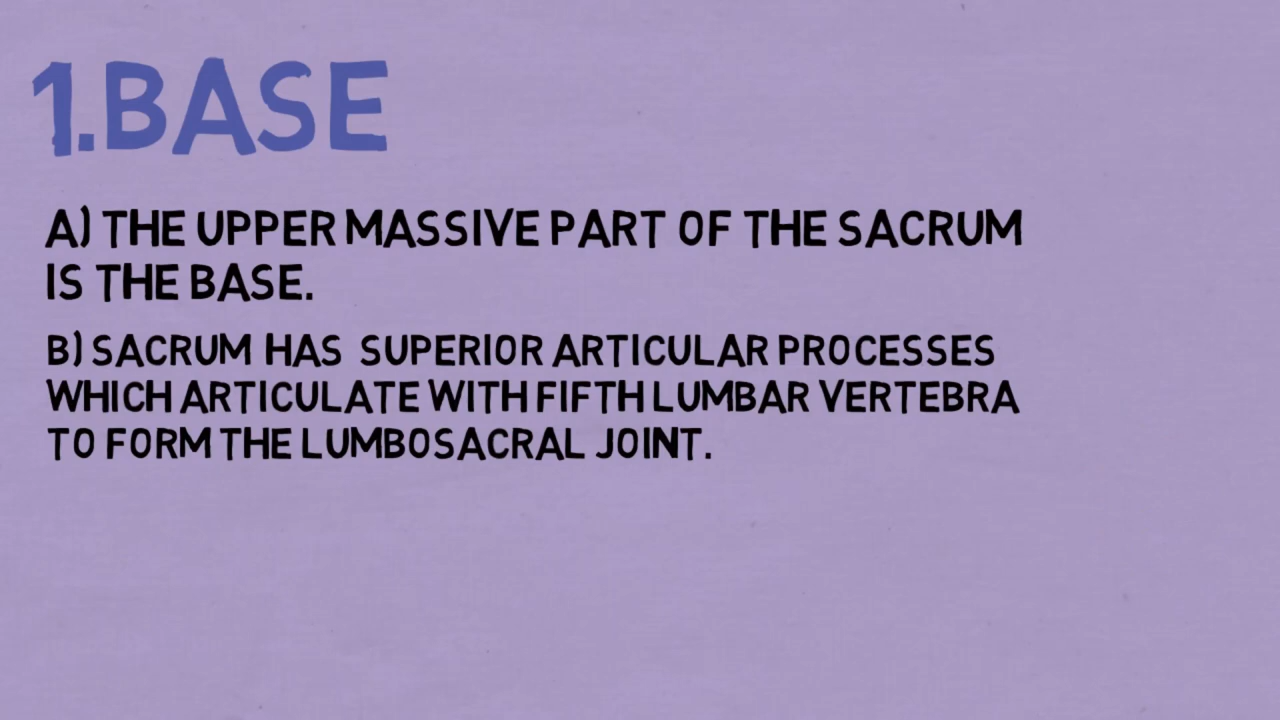 1.BASE
A) THE UPPER MASSIVE PART OF THE SACRUM
IS THE BASE.
B) SACRUM HAS SUPERIOR ARTICULAR PROCESSES
WHICH ARTICULATE WITH FIFTH LUMBAR VERTEBRA
TO FORM THE LUMBOSACRAL JOINT.